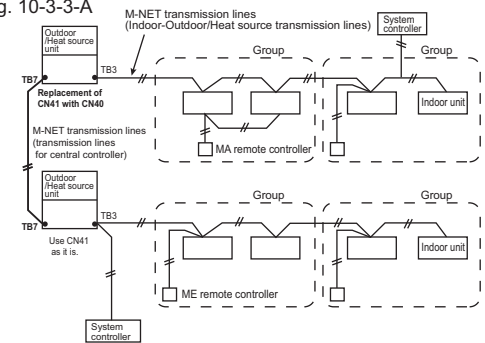 g. 10-3-3-A
M-NET transmission lines
(Indoor-Outdoor/Heat source transmission lines)
System
controller
Outdoor
/Heat source
unit
TB7
TB3
Replacement of
CN41 with CN40
Group
Group
Indoor unit
MA remote controller
M-NET transmission lines
(transmission lines
for central controller)
Outdoor
/Heat source
unit
TB7
TB3
Use CN41
as it is.
Group
Group
Indoor unit
ME remote controller
System
controller